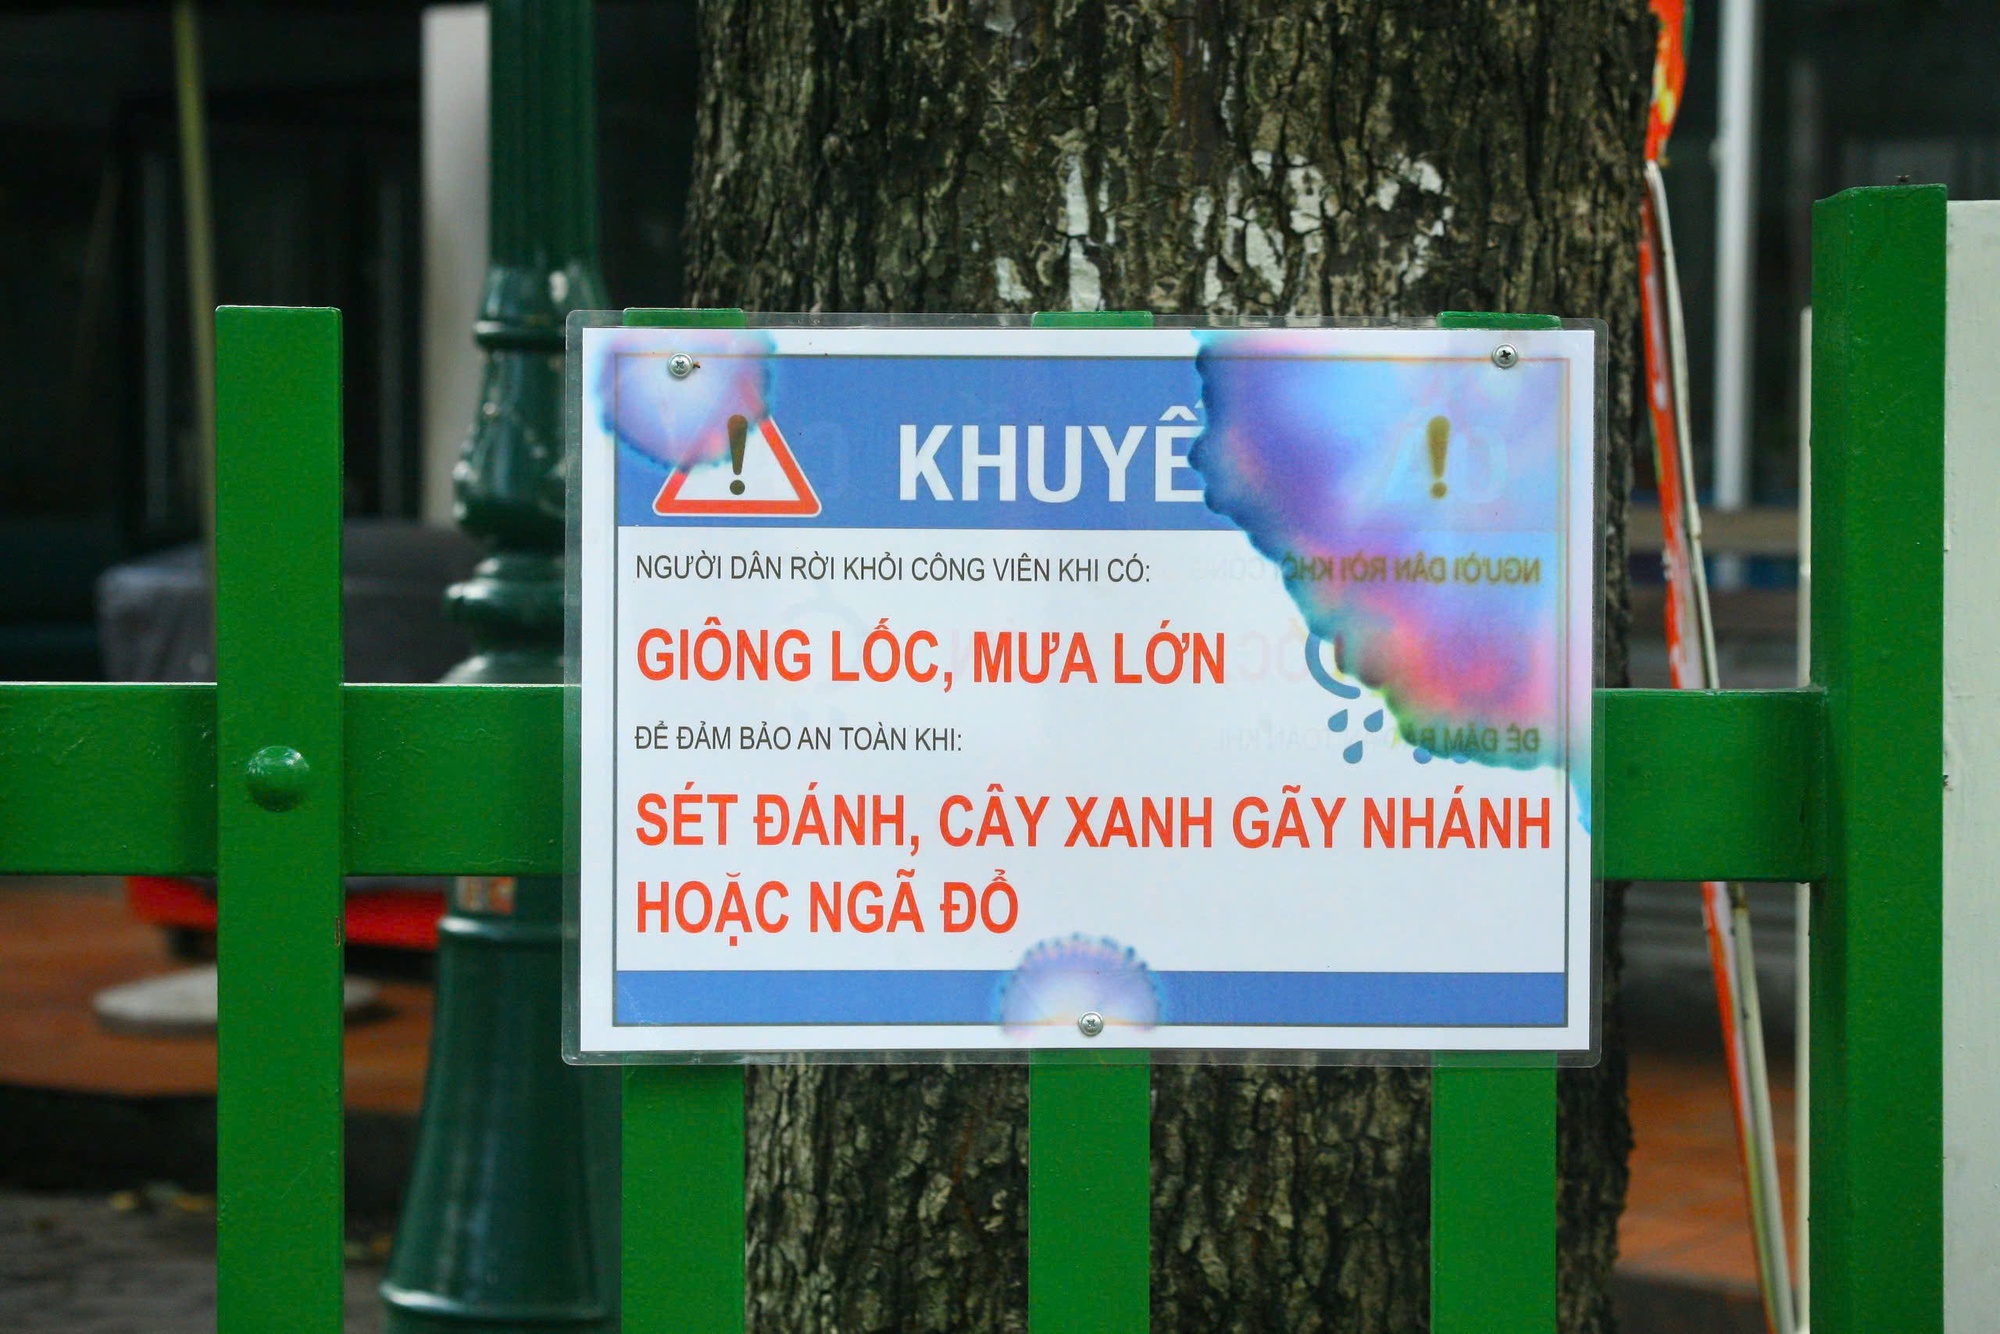 KHUYẾ
NGƯỜI DÂN RỜI KHỎI CÔNG VIÊN KHI CÓ:
GIÔNG LỐC, MƯA LỚN
ĐỂ ĐẢM BẢO AN TOÀN KHI:
SÉT ĐÁNH, CÂY XANH GÃY NHÁNH
HOẶC NGÃ ĐỔ